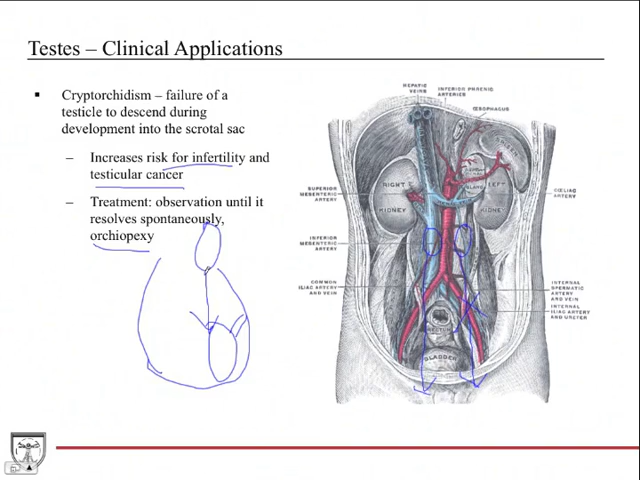 Testes – Clinical Applications
Cryptorchidism – failure of a
testicle to descend during
development into the scrotal sac
– Increases risk for infertility and
testicular cancer
– Treatment: observation until it
resolves spontaneously,
orchiopexy
HEPATIC
VEINS
INFERIOR PHRENIC
ARTERIES
ŒSOPHAGUS
RIGHT
KIDNEY
LEFT
KIDNEY
SUPERIOR
MESENTERIC
ARTERY
CŒLIAC
ARTERY
INFERIOR
MESENTERIC
ARTERY
COMMON
ILIAC ARTERY
AND VEIN
INTERNAL
SPERMATIC
ARTERY
AND VEIN
INTERNAL
ILIAC ARTERY
AND URETER
RECTUM
BLADDER